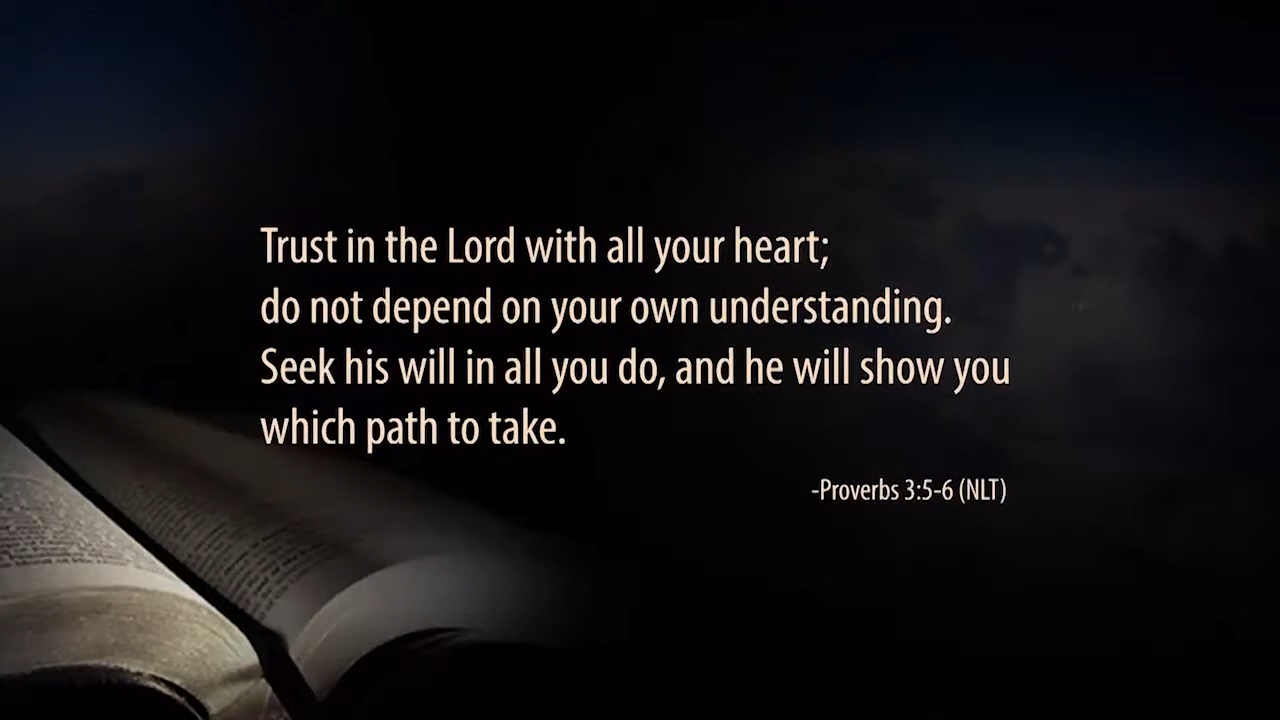 Trust in the Lord with all your heart;
do not depend on your own understanding.
Seek his will in all you do, and he will show you
which path to take.
-Proverbs 3:5-6 (NLT)